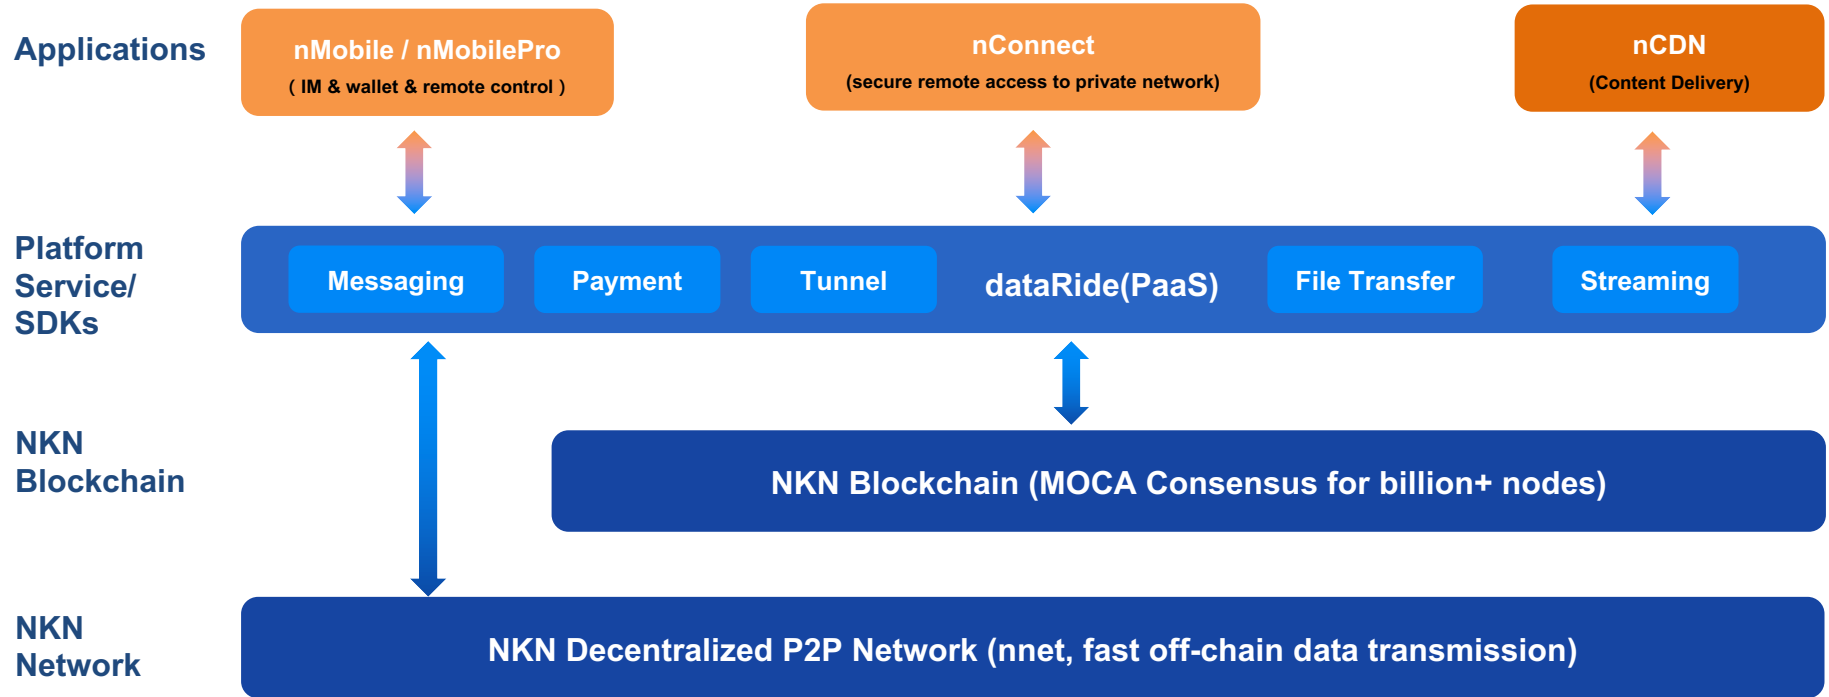 Applications
nMobile / nMobilePro
( IM & wallet & remote control )
nConnect
(secure remote access to private network)
nCDN
(Content Delivery)
Platform
Service/
SDKs
Messaging
Payment
Tunnel
dataRide(PaaS)
File Transfer
Streaming
NKN
Blockchain
NKN Blockchain (MOCA Consensus for billion+ nodes)
NKN
Network
NKN Decentralized P2P Network (nnet, fast off-chain data transmission)